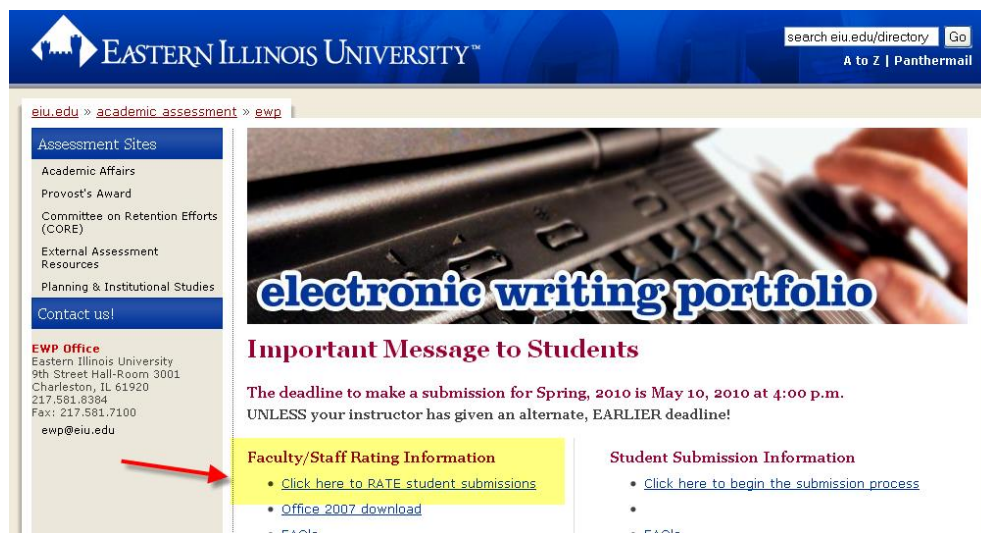 EASTERN ILLINOIS UNIVERSITY™
search eiu.edu/directory Go
A to Z | Panthermail
eiu.edu » academic assessment » ewp
Assessment Sites
Academic Affairs
Provost's Award
Committee on Retention Efforts
(CORE)
External Assessment
Resources
Planning & Institutional Studies
Contact us!
EWP Office
Eastern Illinois University
9th Street Hall-Room 3001
Charleston, IL 61920
217.581.8384
Fax: 217.581.7100
ewp@eiu.edu
electronic writing portfolio
Important Message to Students
The deadline to make a submission for Spring, 2010 is May 10, 2010 at 4:00 p.m.
UNLESS your instructor has given an alternate, EARLIER deadline!
Faculty/Staff Rating Information
• Click here to RATE student submissions
• Office 2007 download
• FAQs
Student Submission Information
• Click here to begin the submission process
•
• FAQs